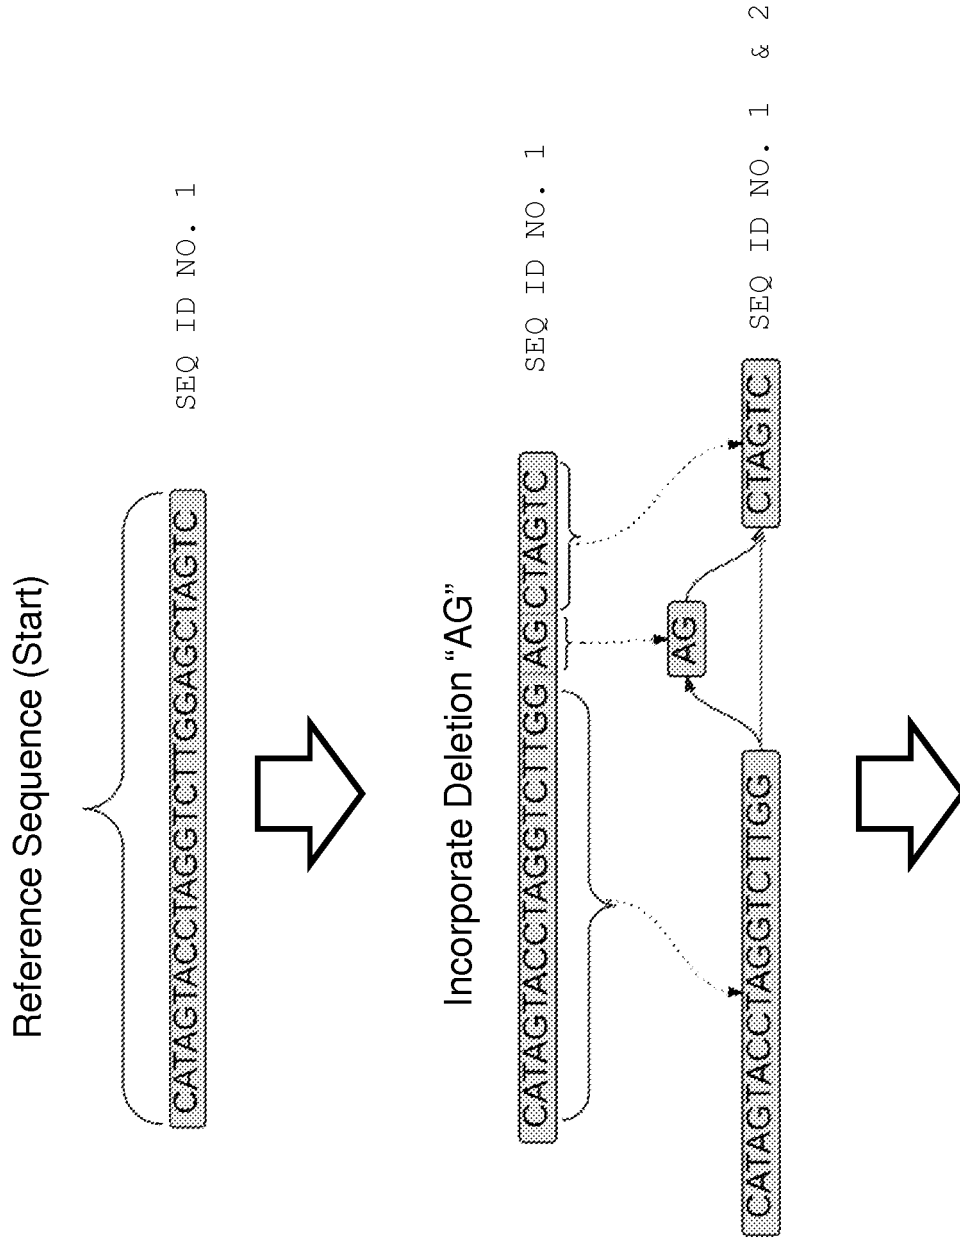 Reference Sequence (Start)
CATAGTACCTAGGTCTTGGAGCTAGTC SEQ ID NO. 1
Incorporate Deletion “AG”
CATAGTACCTAGGTCTTGG AG CTAGTC SEQ ID NO. 1
AG
CATAGTACCTAGGTCTTGG CTAGTC SEQ ID NO. 1 & 2